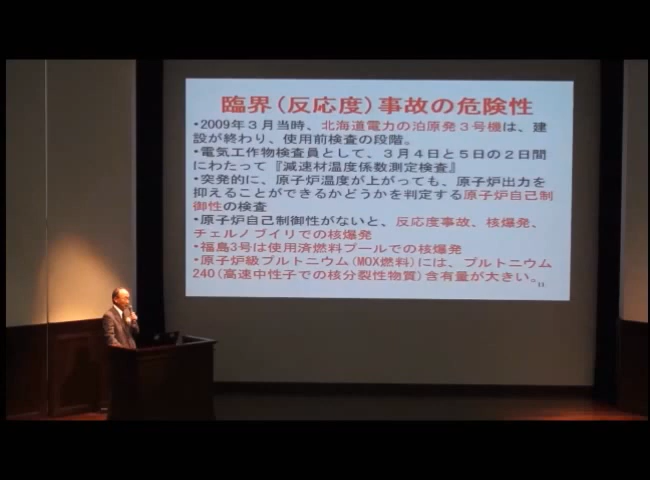 臨界（反応度）事故の危険性
・2009年３月当時、北海道電力の泊原発３号機は、建
設が終わり、使用前検査の段階。
・電気工作物検査員として、３月４日と５日の２日間
にわたって『減速材温度係数測定検査』
・突発的に、原子炉温度が上がっても、原子炉出力を
抑えることができるかどうかを判定する原子炉自己制
御性の検査
・原子炉自己制御性がないと、反応度事故、核爆発、
チェルノブイリでの核爆発
・福島3号は使用済燃料プールでの核爆発
・原子炉級プルトニウム(MOX燃料)には、プルトニウム
240(高速中性子での核分裂性物質)含有量が大きい。
11